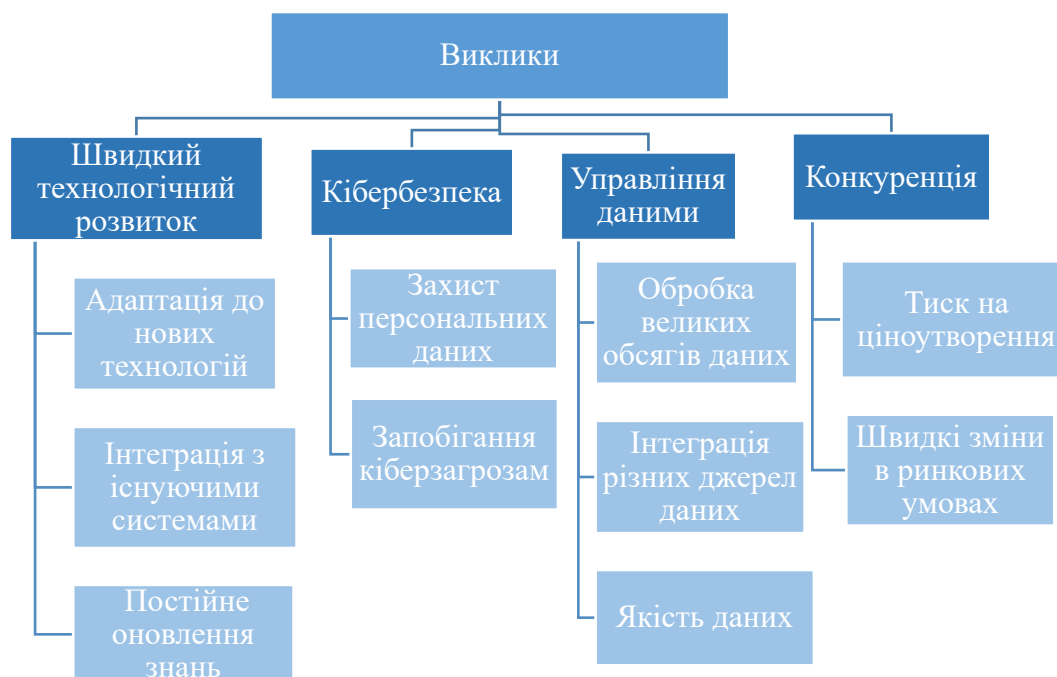 Виклики
Швидкий
технологічний
розвиток
Адаптація до
нових
технологій
Інтеграція з
існуючими
системами
Постійне
оновлення
знань
Кібербезпека
Захист
персональних
даних
Запобігання
кіберзагрозам
Управління
даними
Обробка
великих
обсягів даних
Інтеграція
різних джерел
даних
Якість даних
Конкуренція
Тиск на
ціноутворення
Швидкі зміни
в ринкових
умовах